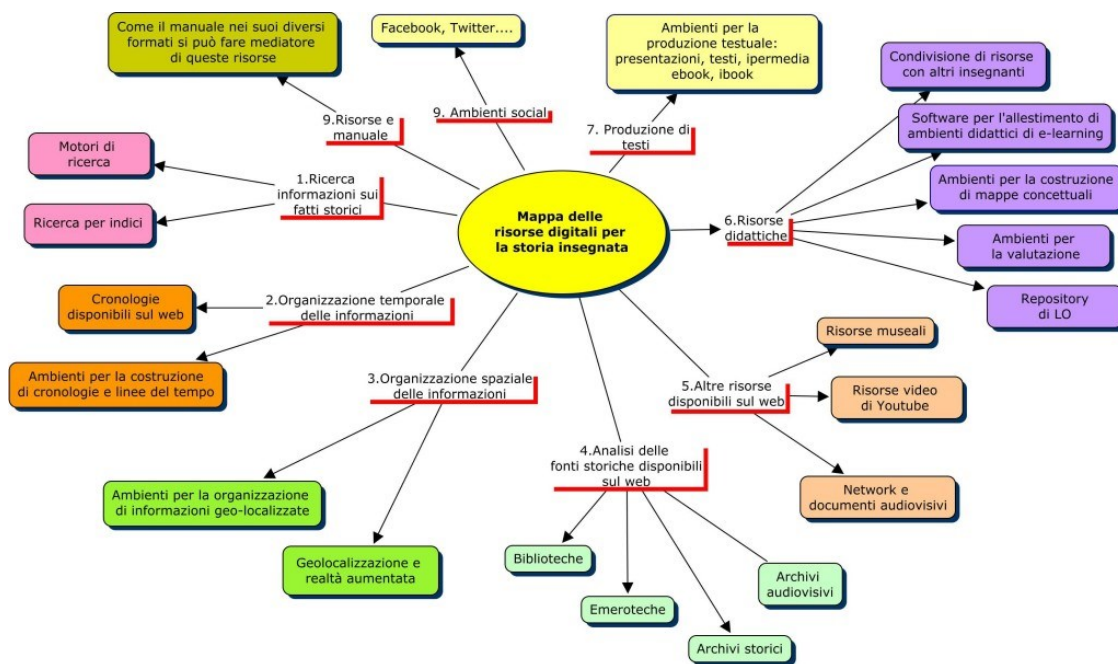 Come il manuale nei suoi diversi
formati si può fare mediatore
di queste risorse
Facebook, Twitter....
Ambienti per la
produzione testuale:
presentazioni, testi, ipermedia
ebook, ibook
Condivisione di risorse
con altri insegnanti
Software per l'allestimento di
ambienti didattici di e-learning
Ambienti per la costruzione
di mappe concettuali
Ambienti per
la valutazione
Repository
di LO
9.Risorse e
manuale
9. Ambienti social
7. Produzione di
testi
6.Risorse
didattiche
Motori di
ricerca
Ricerca per indici
1.Ricerca
informazioni sui
fatti storici
Mappa delle
risorse digitali per
la storia insegnata
Cronologie
disponibili sul web
Ambienti per la costruzione
di cronologie e linee del tempo
2.Organizzazione temporale
delle informazioni
3.Organizzazione spaziale
delle informazioni
Ambienti per la organizzazione
di informazioni geo-localizzate
Geolocalizzazione e
realtà aumentata
4.Analisi delle
fonti storiche disponibili
sul web
Biblioteche
Emeroteche
Archivi storici
Archivi
audiovisivi
5.Altre risorse
disponibili sul web
Risorse museali
Risorse video
di Youtube
Network e
documenti audiovisivi